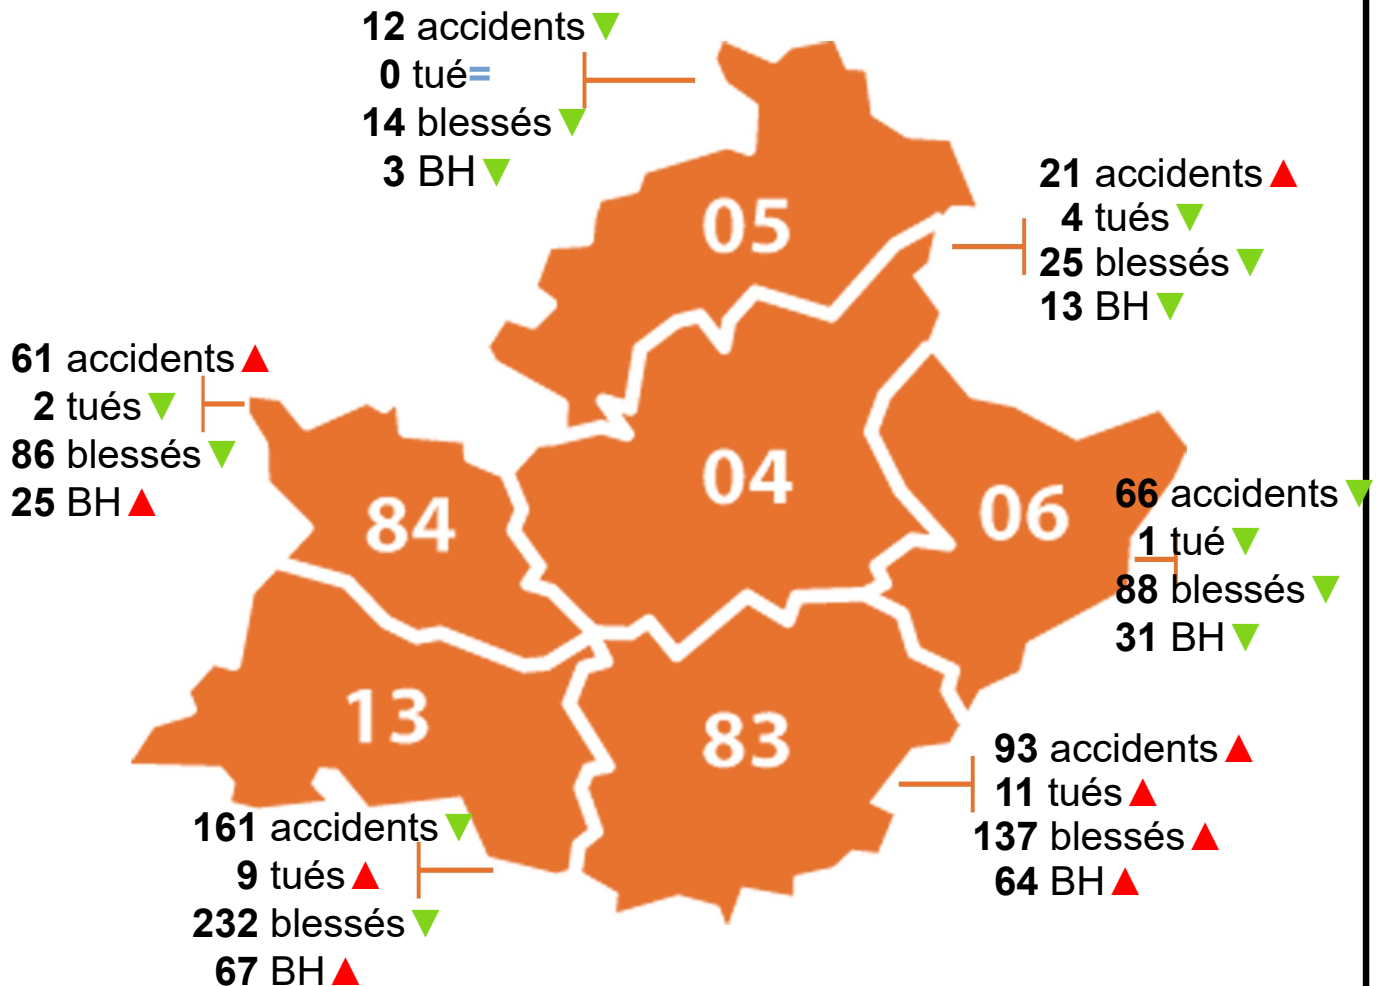 12 accidents ▼
0 tué =
14 blessés ▼
3 BH ▼
05
21 accidents ▲
4 tués ▼
25 blessés ▼
13 BH ▼
61 accidents ▲
2 tués ▼
86 blessés ▼
25 BH ▲
84
04
06
66 accidents ▼
1 tué ▼
88 blessés ▼
31 BH ▼
13
83
93 accidents ▲
11 tués ▲
137 blessés ▲
64 BH ▲
161 accidents ▼
9 tués ▲
232 blessés ▼
67 BH ▲